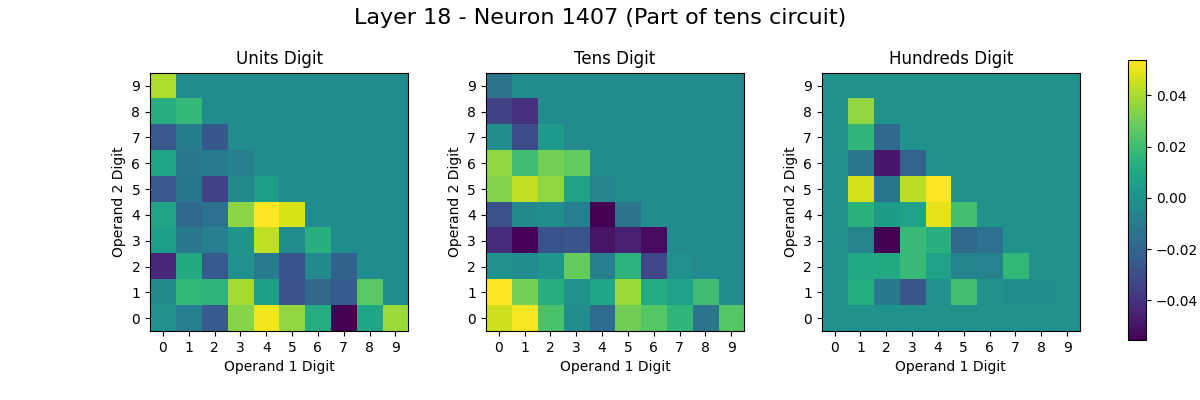 Layer 18 - Neuron 1407 (Part of tens circuit)
Units Digit
Tens Digit
Hundreds Digit
9
8
7
6
5
4
3
2
1
0
Operand 2 Digit
0 1 2 3 4 5 6 7 8 9
Operand 1 Digit
9
8
7
6
5
4
3
2
1
0
Operand 2 Digit
0 1 2 3 4 5 6 7 8 9
Operand 1 Digit
9
8
7
6
5
4
3
2
1
0
Operand 2 Digit
0 1 2 3 4 5 6 7 8 9
Operand 1 Digit
0.04
0.02
0.00
−0.02
−0.04